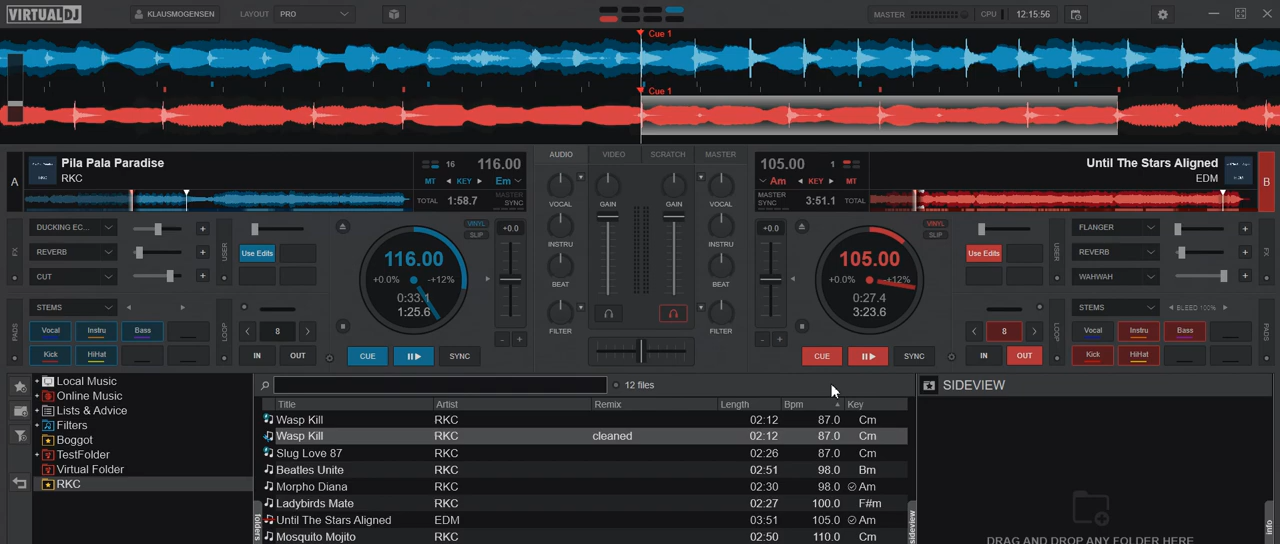 VIRTUALDJ KLAUSMOGENSEN LAYOUT PRO MASTER CPU 12:15:56
Cue 1
Cue 1
A Pila Pala Paradise 16 116.00 AUDIO VIDEO SCRATCH MASTER 105.00 1 Until The Stars Aligned B
RKC MT KEY Em Am KEY MT EDM
TOTAL 1:58.7 MASTER SYNC GAIN GAIN MASTER SYNC 3:51.1 TOTAL
VOCAL VOCAL
FX DUCKING EC... + USER VINYL +0.0 +0.0 VINYL USER FLANGER + FX
SLIP SLIP
REVERB + Use Edits 116.00 INSTRU INSTRU 105.00 Use Edits REVERB +
CUT + +0.0% -+12% BEAT BEAT +0.0% -+12% WAHWAH +
0:33.1 0:27.4
1:25.6 3:23.6
PADS STEMS LOOP FILTER FILTER LOOP STEMS BLEED 100% PADS
Vocal Instru Bass 8 8 Vocal Instru Bass
- + - +
Kick HiHat IN OUT CUE SYNC CUE SYNC IN OUT Kick HiHat
Local Music 12 files SIDEVIEW
Online Music Title Artist Remix Length Bpm Key
Lists & Advice Wasp Kill RKC 02:12 87.0 Cm
Filters Wasp Kill RKC cleaned 02:12 87.0 Cm
Boggot Slug Love 87 RKC 02:26 87.0 Cm
TestFolder Beatles Unite RKC 02:51 98.0 Bm
Virtual Folder Morpho Diana RKC 02:30 98.0 Am
RKC Ladybirds Mate RKC 02:27 100.0 F#m
folders Until The Stars Aligned EDM 03:51 105.0 Am sideview info
Mosquito Mojito RKC 02:50 110.0 Cm DRAG AND DROP ANY FOLDER HERE